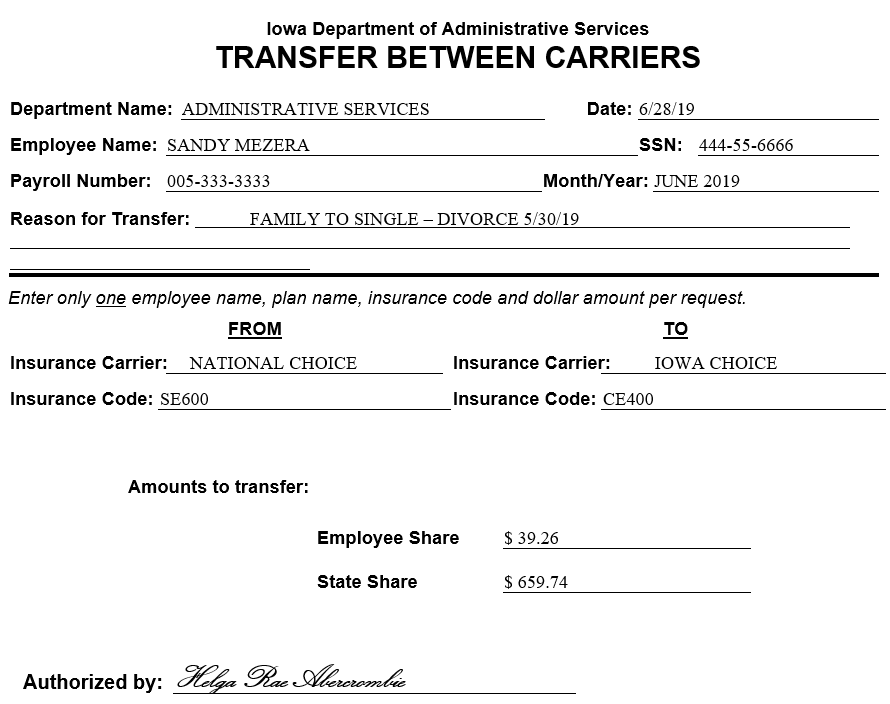 Iowa Department of Administrative Services
TRANSFER BETWEEN CARRIERS
Department Name: ADMINISTRATIVE SERVICES Date: 6/28/19
Employee Name: SANDY MEZERA SSN: 444-55-6666
Payroll Number: 005-333-3333 Month/Year: JUNE 2019
Reason for Transfer: FAMILY TO SINGLE – DIVORCE 5/30/19
Enter only one employee name, plan name, insurance code and dollar amount per request.
FROM TO
Insurance Carrier: NATIONAL CHOICE Insurance Carrier: IOWA CHOICE
Insurance Code: SE600 Insurance Code: CE400
Amounts to transfer:
Employee Share $ 39.26
State Share $ 659.74
Authorized by: Helga Rae Abercrombie